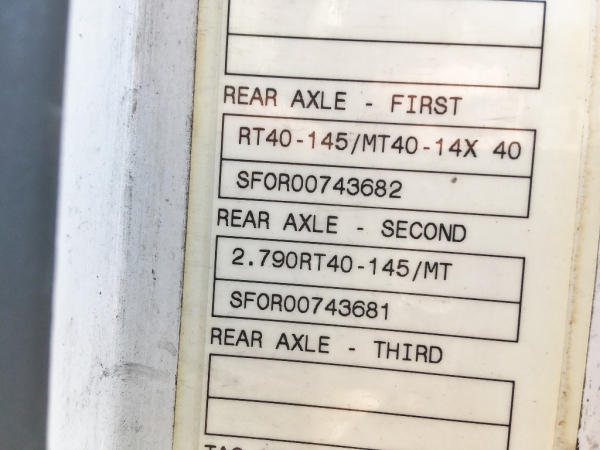 REAR AXLE - FIRST
RT40-145/MT40-14X 40
SFOR00743682
REAR AXLE - SECOND
2.790RT40-145/MT
SFOR00743681
REAR AXLE - THIRD